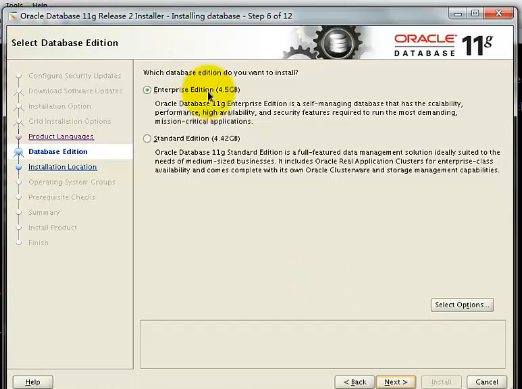 Tools Help
Oracle Database 11g Release 2 Installer - Installing database - Step 6 of 12
Select Database Edition
ORACLE
DATABASE 11g
Configure Security Updates
Download Software Updates
Installation Option
Grid Installation Options
Product Languages
Database Edition
Installation Location
Operating System Groups
Prerequisite Checks
Summary
Install Product
Finish
Which database edition do you want to install?
Enterprise Edition (4.5GB)
Oracle Database 11g Enterprise Edition is a self-managing database that has the scalability,
performance, high availability, and security features required to run the most demanding,
mission-critical applications.
Standard Edition (4.42GB)
Oracle Database 11g Standard Edition is a full-featured data management solution ideally suited to the
needs of medium-sized businesses. It includes Oracle Real Application Clusters for enterprise-class
availability and comes complete with its own Oracle Clusterware and storage management capabilities.
Select Options...
Help
< Back
Next >
Install
Cancel